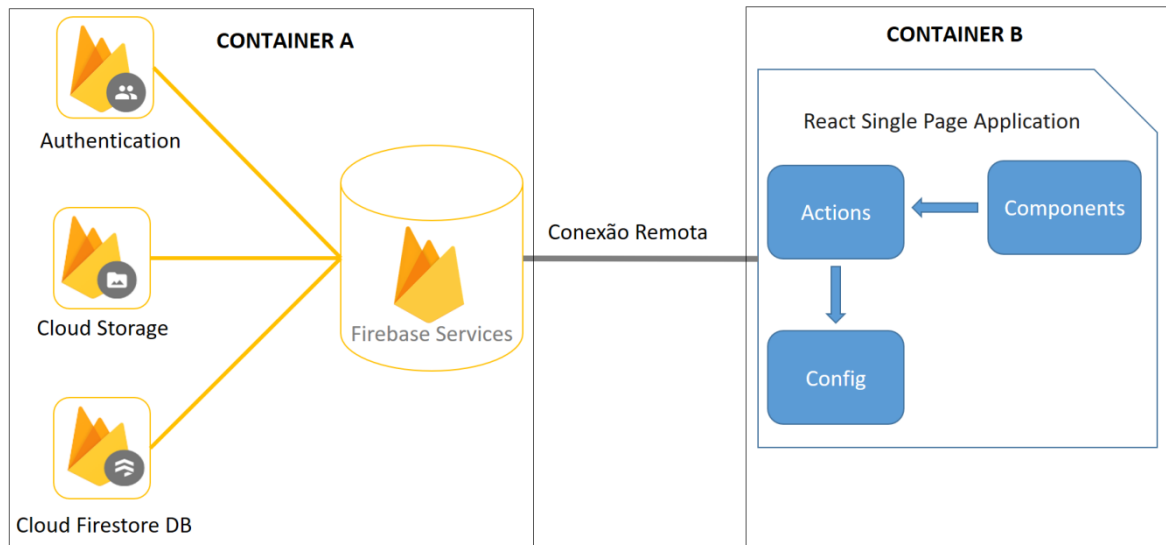 CONTAINER A
Authentication
Cloud Storage
Cloud Firestore DB
Firebase Services
Conexão Remota
CONTAINER B
React Single Page Application
Actions
Components
Config